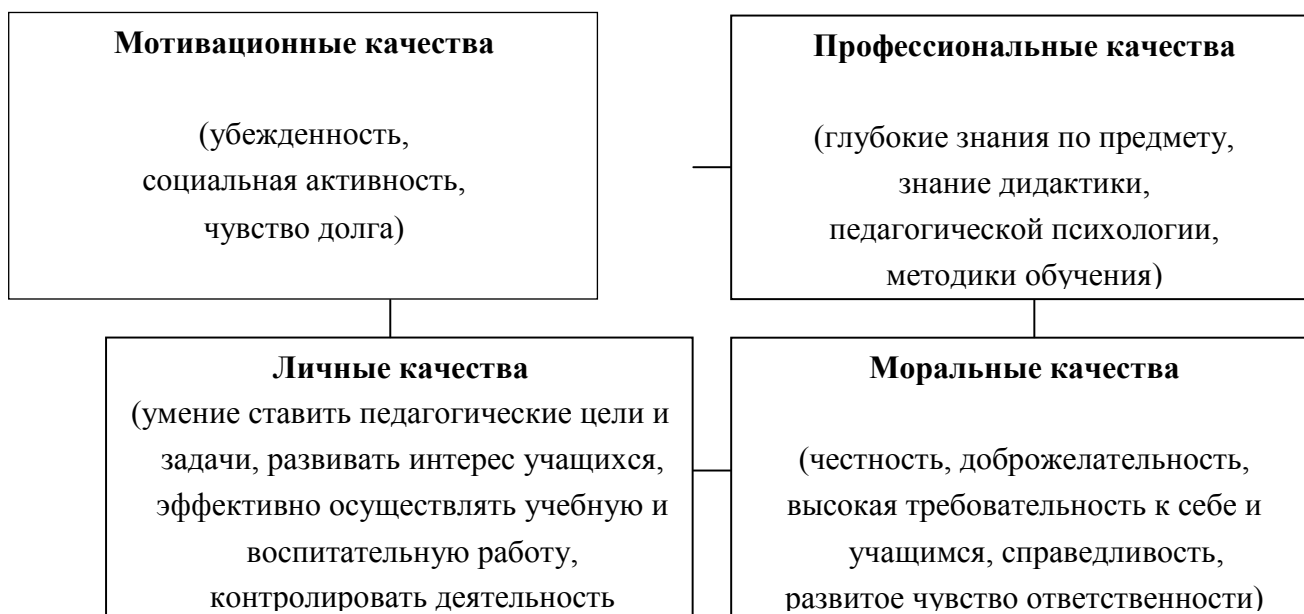 Мотивационные качества
(убежденность,
социальная активность,
чувство долга)
Профессиональные качества
(глубокие знания по предмету,
знание дидактики,
педагогической психологии,
методики обучения)
Личные качества
(умение ставить педагогические цели и
задачи, развивать интерес учащихся,
эффективно осуществлять учебную и
воспитательную работу,
контролировать деятельность
Моральные качества
(честность, доброжелательность,
высокая требовательность к себе и
учащимся, справедливость,
развитое чувство ответственности)